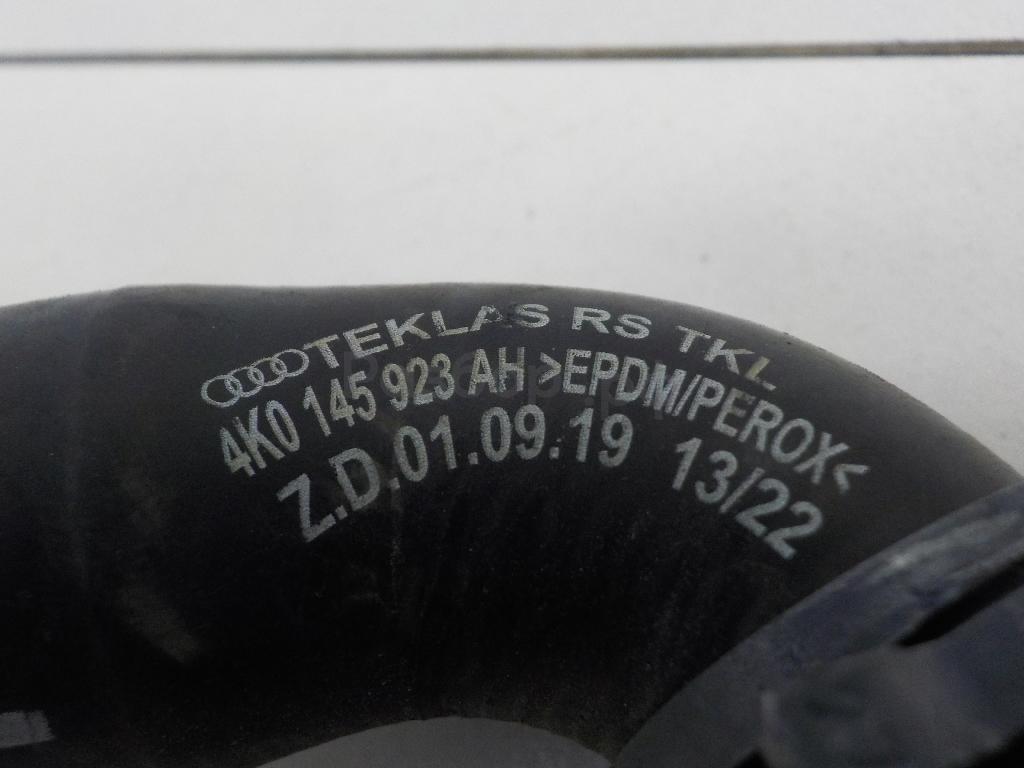 TEKLAS RS TKL
4K0 145 923 AH >EPDM/PEROX<
Z.D.01.09.19 13/22